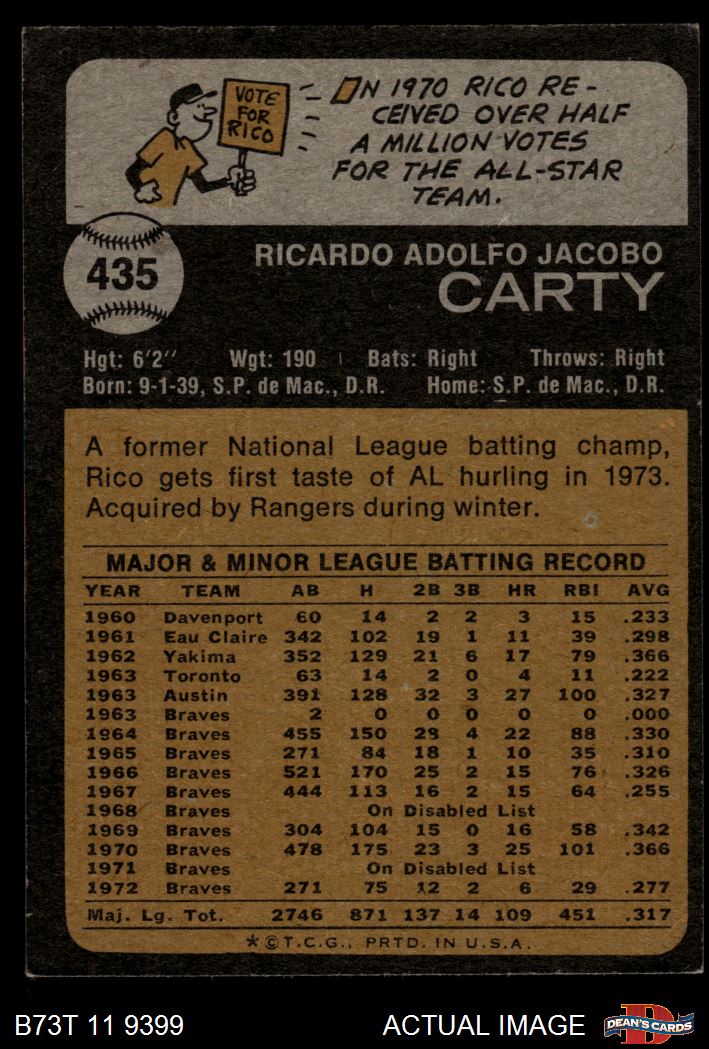 VOTE
FOR
RICO
IN 1970 RICO RE-
CEIVED OVER HALF
A MILLION VOTES
FOR THE ALL-STAR
TEAM.
435
RICARDO ADOLFO JACOBO
CARTY
Hgt: 6'2" Wgt: 190 Bats: Right Throws: Right
Born: 9-1-39, S.P. de Mac., D.R. Home: S.P. de Mac., D.R.
A former National League batting champ,
Rico gets first taste of AL hurling in 1973.
Acquired by Rangers during winter.
MAJOR & MINOR LEAGUE BATTING RECORD
YEAR TEAM AB H 2B 3B HR RBI AVG
1960 Davenport 60 14 2 2 3 15 .233
1961 Eau Claire 342 102 19 1 11 39 .298
1962 Yakima 352 129 21 6 17 79 .366
1963 Toronto 63 14 2 0 4 11 .222
1963 Austin 391 128 32 3 27 100 .327
1963 Braves 2 0 0 0 0 0 .000
1964 Braves 455 150 28 4 22 88 .330
1965 Braves 271 84 18 1 10 35 .310
1966 Braves 521 170 25 2 15 76 .326
1967 Braves 444 113 16 2 15 64 .255
1968 Braves On Disabled List
1969 Braves 304 104 15 0 16 58 .342
1970 Braves 478 175 23 3 25 101 .366
1971 Braves On Disabled List
1972 Braves 271 75 12 2 6 29 .277
Maj. Lg. Tot. 2746 871 137 14 109 451 .317
*©T.C.G., PRTD. IN U.S.A.
B73T 11 9399 ACTUAL IMAGE
D
DEAN'S CARDS